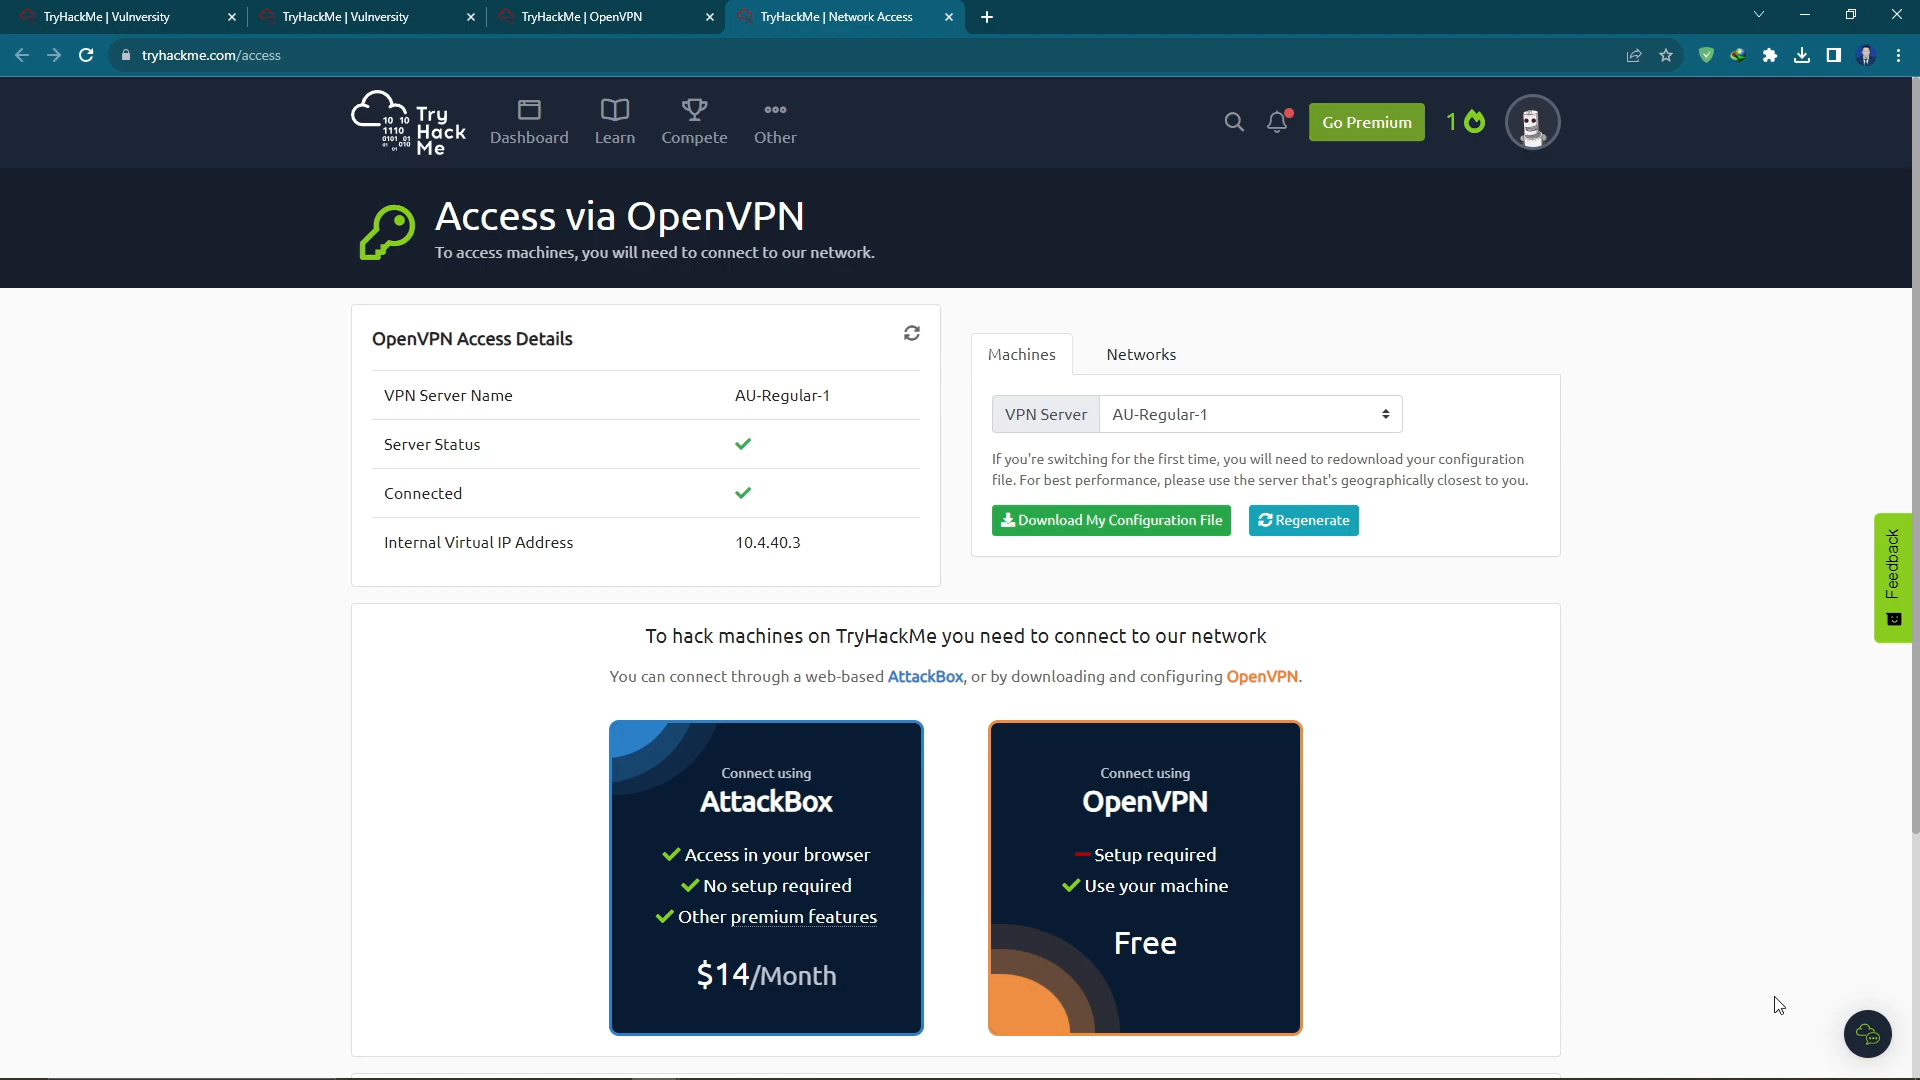 TryHackMe | Vulnversity
TryHackMe | Vulnversity
TryHackMe | OpenVPN
TryHackMe | Network Access
tryhackme.com/access
Try
Hack
Me
10 10
1110
0101 01
01 010
Dashboard
Learn
Compete
Other
Go Premium
1
Access via OpenVPN
To access machines, you will need to connect to our network.
OpenVPN Access Details
VPN Server Name AU-Regular-1
Server Status
Connected
Internal Virtual IP Address 10.4.40.3
Machines Networks
VPN Server AU-Regular-1
If you're switching for the first time, you will need to redownload your configuration
file. For best performance, please use the server that's geographically closest to you.
Download My Configuration File Regenerate
Feedback
To hack machines on TryHackMe you need to connect to our network
You can connect through a web-based AttackBox, or by downloading and configuring OpenVPN.
Connect using
AttackBox
Access in your browser
No setup required
Other premium features
$14/Month
Connect using
OpenVPN
Setup required
Use your machine
Free